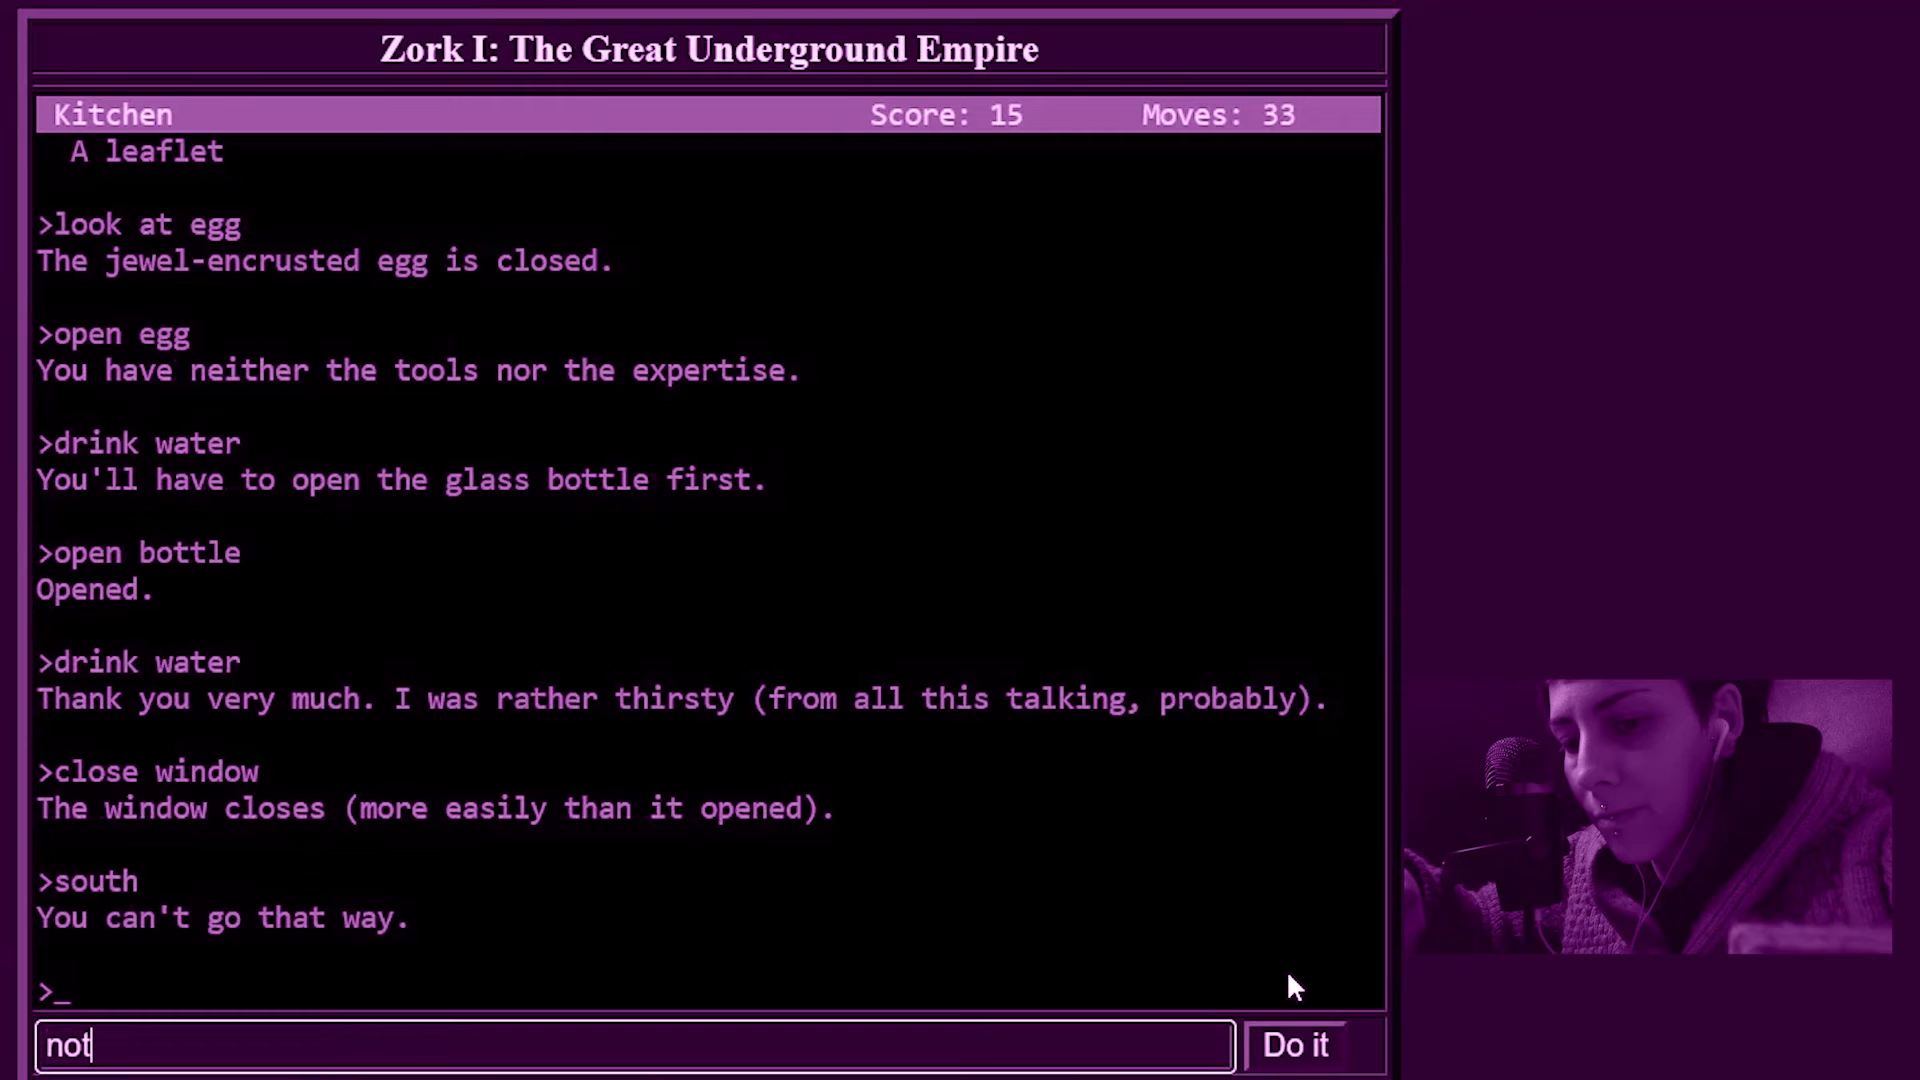 Zork I: The Great Underground Empire
Kitchen Score: 15 Moves: 33
A leaflet
>look at egg
The jewel-encrusted egg is closed.
>open egg
You have neither the tools nor the expertise.
>drink water
You'll have to open the glass bottle first.
>open bottle
Opened.
>drink water
Thank you very much. I was rather thirsty (from all this talking, probably).
>close window
The window closes (more easily than it opened).
>south
You can't go that way.
>_
not
Do it